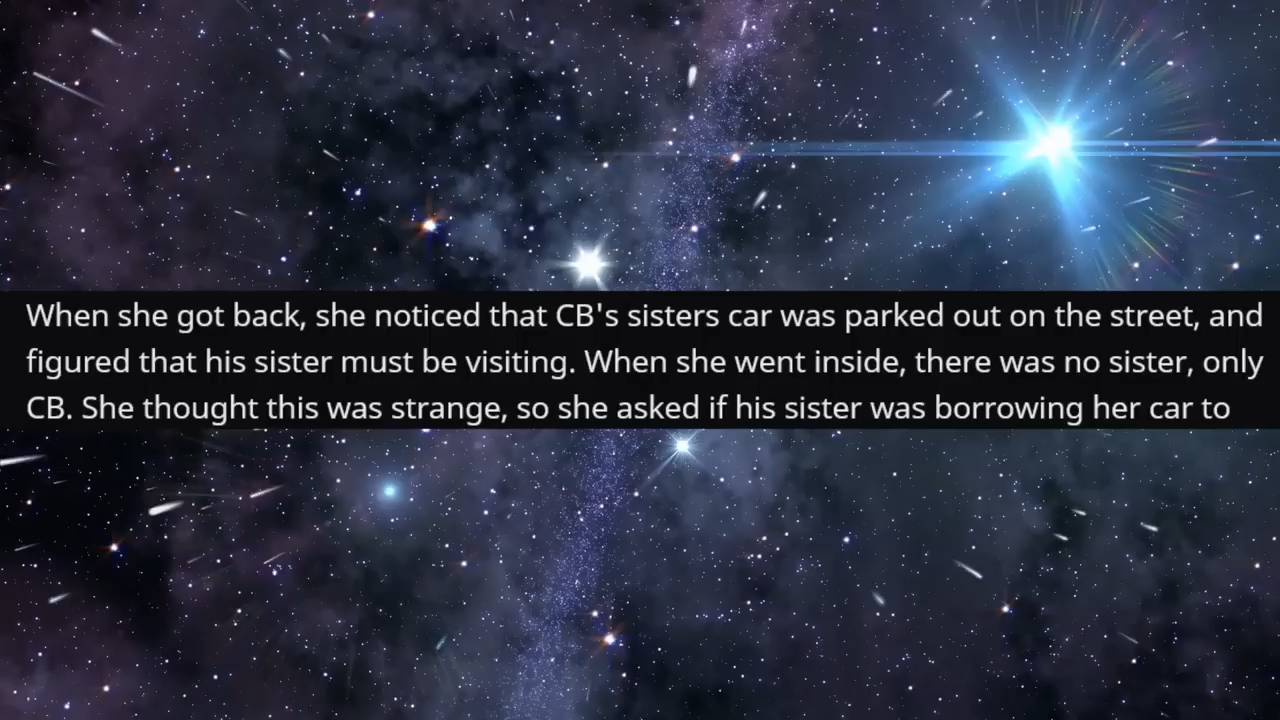 When she got back, she noticed that CB's sisters car was parked out on the street, and
figured that his sister must be visiting. When she went inside, there was no sister, only
CB. She thought this was strange, so she asked if his sister was borrowing her car to